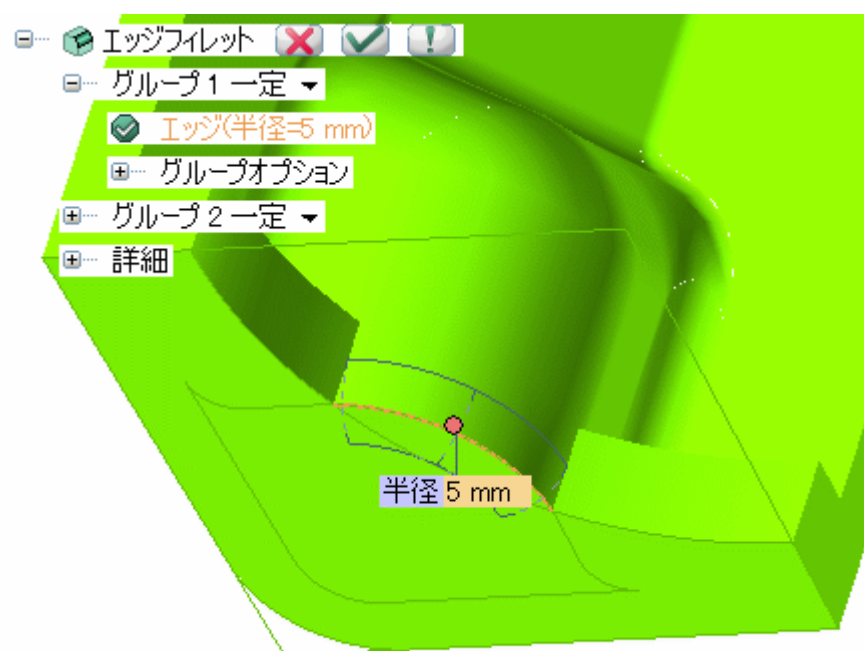 エッジフィレット
グループ 1 一定
エッジ(半径=5 mm)
グループオプション
グループ 2 一定
詳細
半径 5 mm